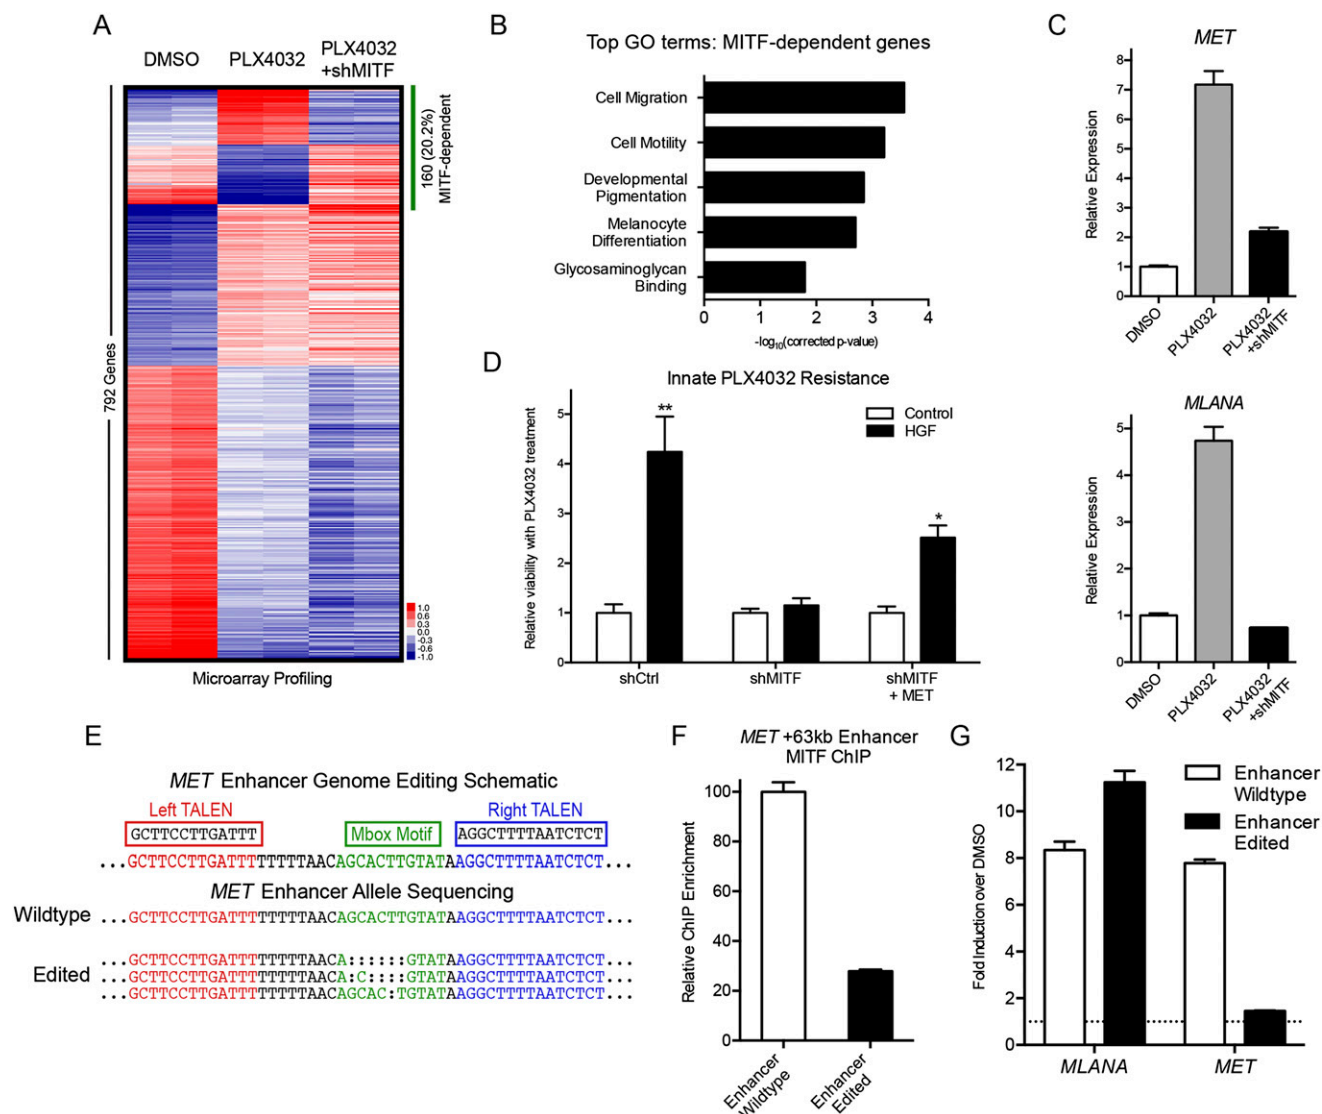 A
DMSO
PLX4032
PLX4032
+shMITF
792 Genes
160 (20.2%)
MITF-dependent
1.0
0.6
0.3
0.0
-0.3
-0.6
-1.0
Microarray Profiling
B
Top GO terms: MITF-dependent genes
Cell Migration
Cell Motility
Developmental
Pigmentation
Melanocyte
Differentiation
Glycosaminoglycan
Binding
0 1 2 3 4
-log10(corrected p-value)
C
MET
Relative Expression
8
7
6
5
4
3
2
1
0
DMSO
PLX4032
PLX4032
+shMITF
MLANA
Relative Expression
5
4
3
2
1
0
DMSO
PLX4032
PLX4032
+shMITF
D
Innate PLX4032 Resistance
Relative viability with PLX4032 treatment
5
4
3
2
1
0
**
*
Control
HGF
shCtrl
shMITF
shMITF
+ MET
E
MET Enhancer Genome Editing Schematic
Left TALEN
Right TALEN
GCTTCCTTGATTT
Mbox Motif
AGGCTTTTAATCTCT
...GCTTCCTTGATTTTTTTTAACAGCACTTGTATAAGGCTTTTAATCTCT...
MET Enhancer Allele Sequencing
Wildtype
...GCTTCCTTGATTTTTTTTAACAGCACTTGTATAAGGCTTTTAATCTCT...
Edited
...GCTTCCTTGATTTTTTTTAACA::::::GTATAAGGCTTTTAATCTCT...
...GCTTCCTTGATTTTTTTTAACA:C::::GTATAAGGCTTTTAATCTCT...
...GCTTCCTTGATTTTTTTTAACAGCAC:TGTATAAGGCTTTTAATCTCT...
F
MET +63kb Enhancer
MITF ChIP
Relative ChIP Enrichment
100
80
60
40
20
0
Enhancer
Wildtype
Enhancer
Edited
G
Fold Induction over DMSO
12
10
8
6
4
2
0
Enhancer
Wildtype
Enhancer
Edited
MLANA
MET